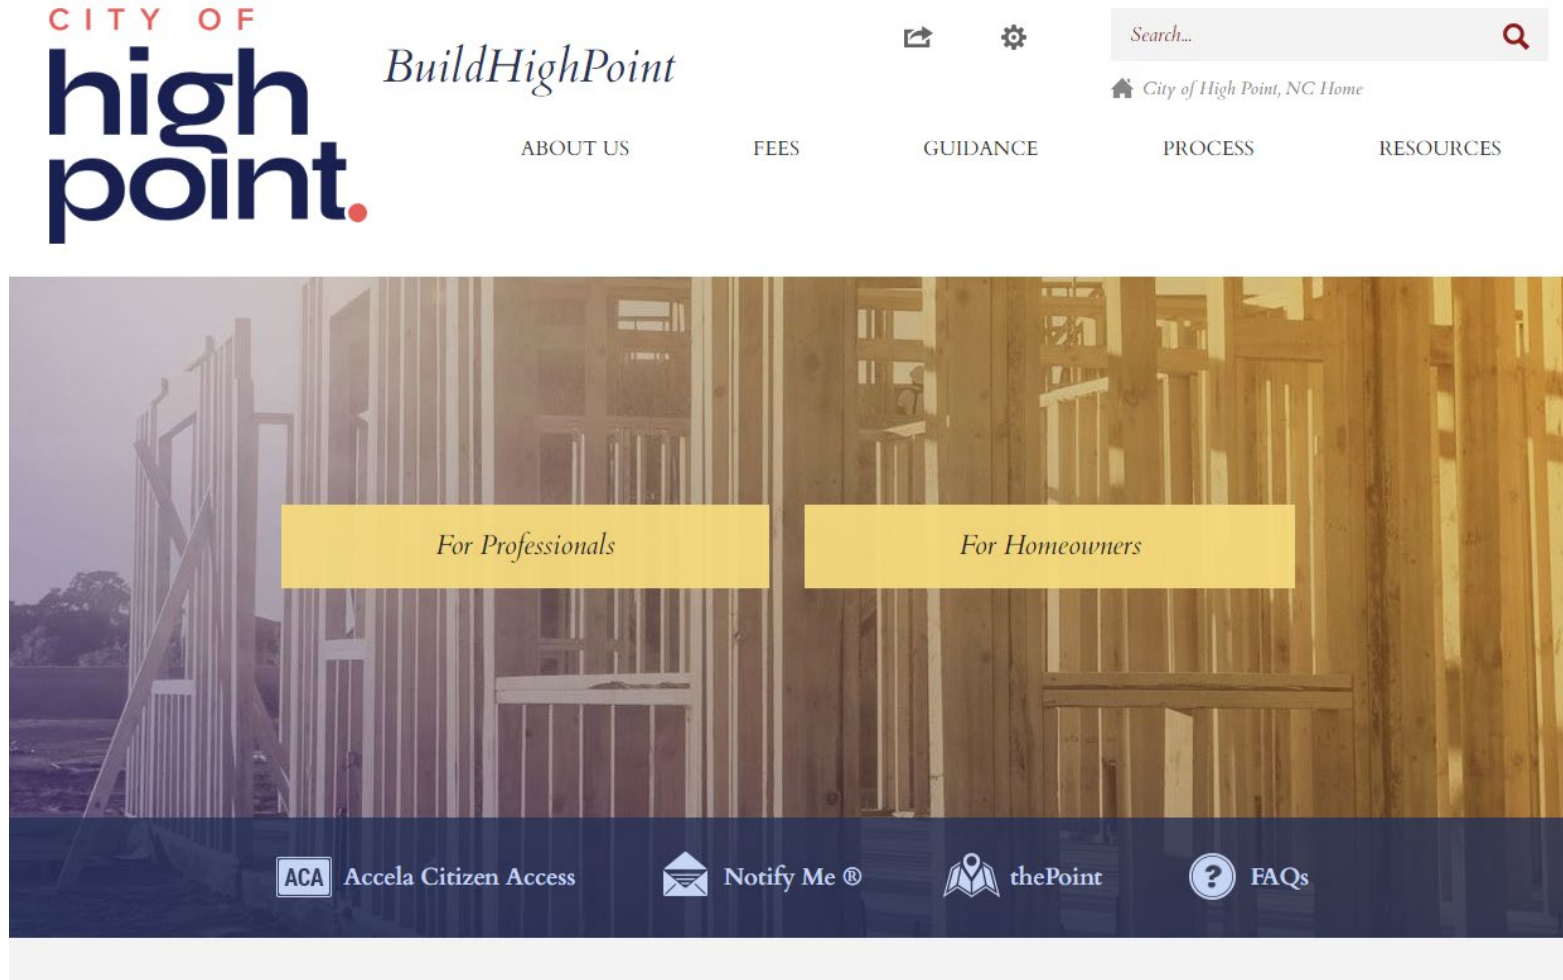 CITY OF
high
point.
BuildHighPoint
Search...
City of High Point, NC Home
ABOUT US FEES GUIDANCE PROCESS RESOURCES
For Professionals For Homeowners
ACA Accela Citizen Access Notify Me ® thePoint ? FAQs